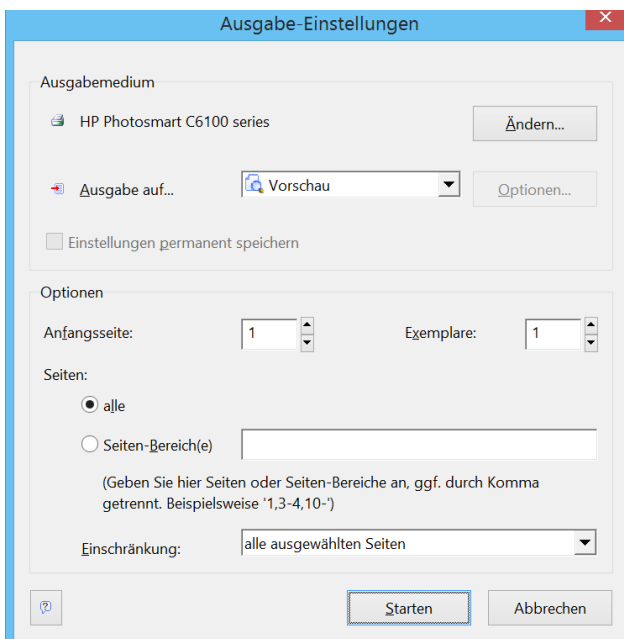 Ausgabe-Einstellungen
Ausgabemedium
HP Photosmart C6100 series
Ändern...
Ausgabe auf...
Vorschau
Optionen...
Einstellungen permanent speichern
Optionen
Anfangsseite:
1
Exemplare:
1
Seiten:
alle
Seiten-Bereich(e)
(Geben Sie hier Seiten oder Seiten-Bereiche an, ggf. durch Komma
getrennt. Beispielsweise '1,3-4,10-')
Einschränkung:
alle ausgewählten Seiten
Starten
Abbrechen